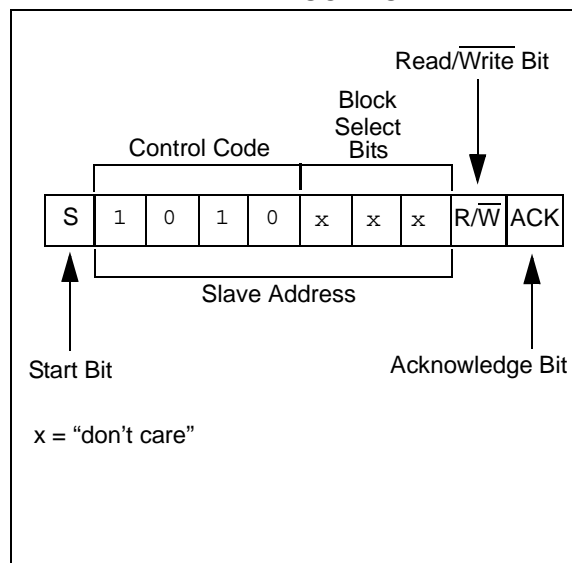 Read/Write Bit
Block
Select
Bits
Control Code
S 1 0 1 0 x x x R/W ACK
Slave Address
Start Bit
Acknowledge Bit
x = “don’t care”